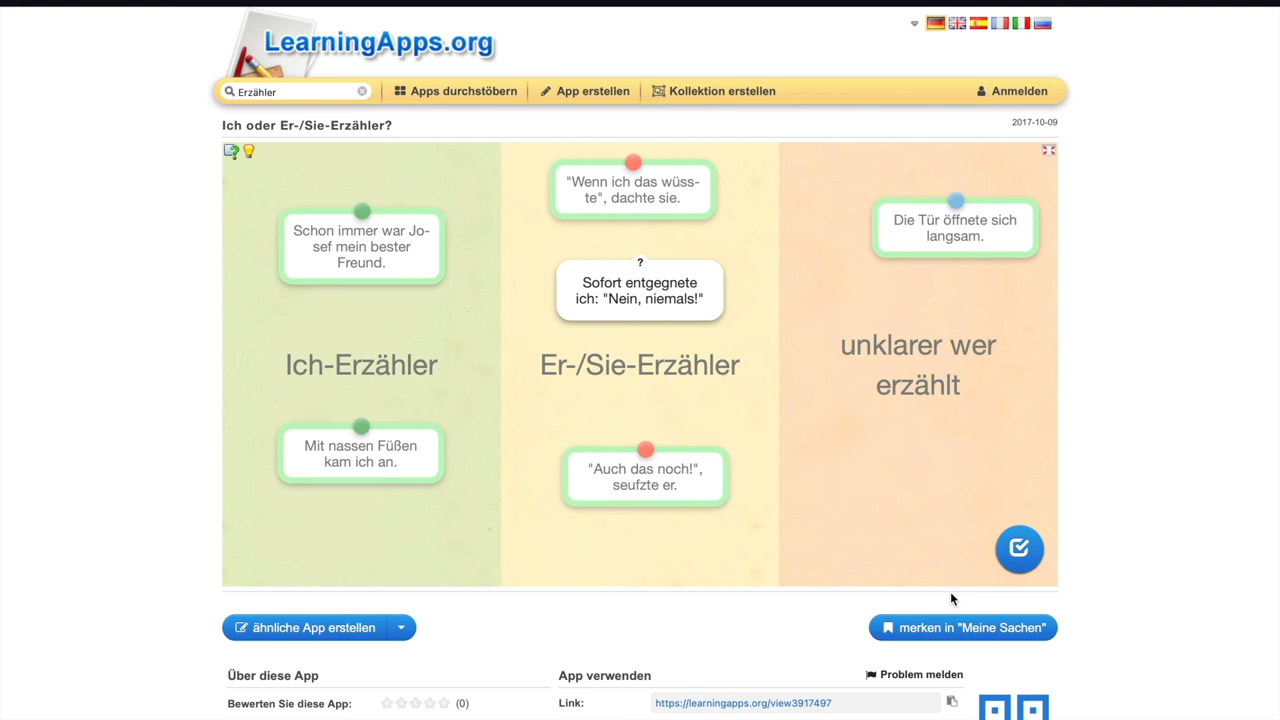 LearningApps.org
Erzähler
Apps durchstöbern
App erstellen
Kollektion erstellen
Anmelden
Ich oder Er-/Sie-Erzähler?
2017-10-09
"Wenn ich das wüss-
te", dachte sie.
Schon immer war Jo-
sef mein bester
Freund.
Die Tür öffnete sich
langsam.
?
Sofort entgegnete
ich: "Nein, niemals!"
Ich-Erzähler
Er-/Sie-Erzähler
unklarer wer
erzählt
Mit nassen Füßen
kam ich an.
"Auch das noch!",
seufzte er.
ähnliche App erstellen
merken in "Meine Sachen"
Über diese App
App verwenden
Problem melden
Bewerten Sie diese App:
(0)
Link:
https://learningapps.org/view3917497